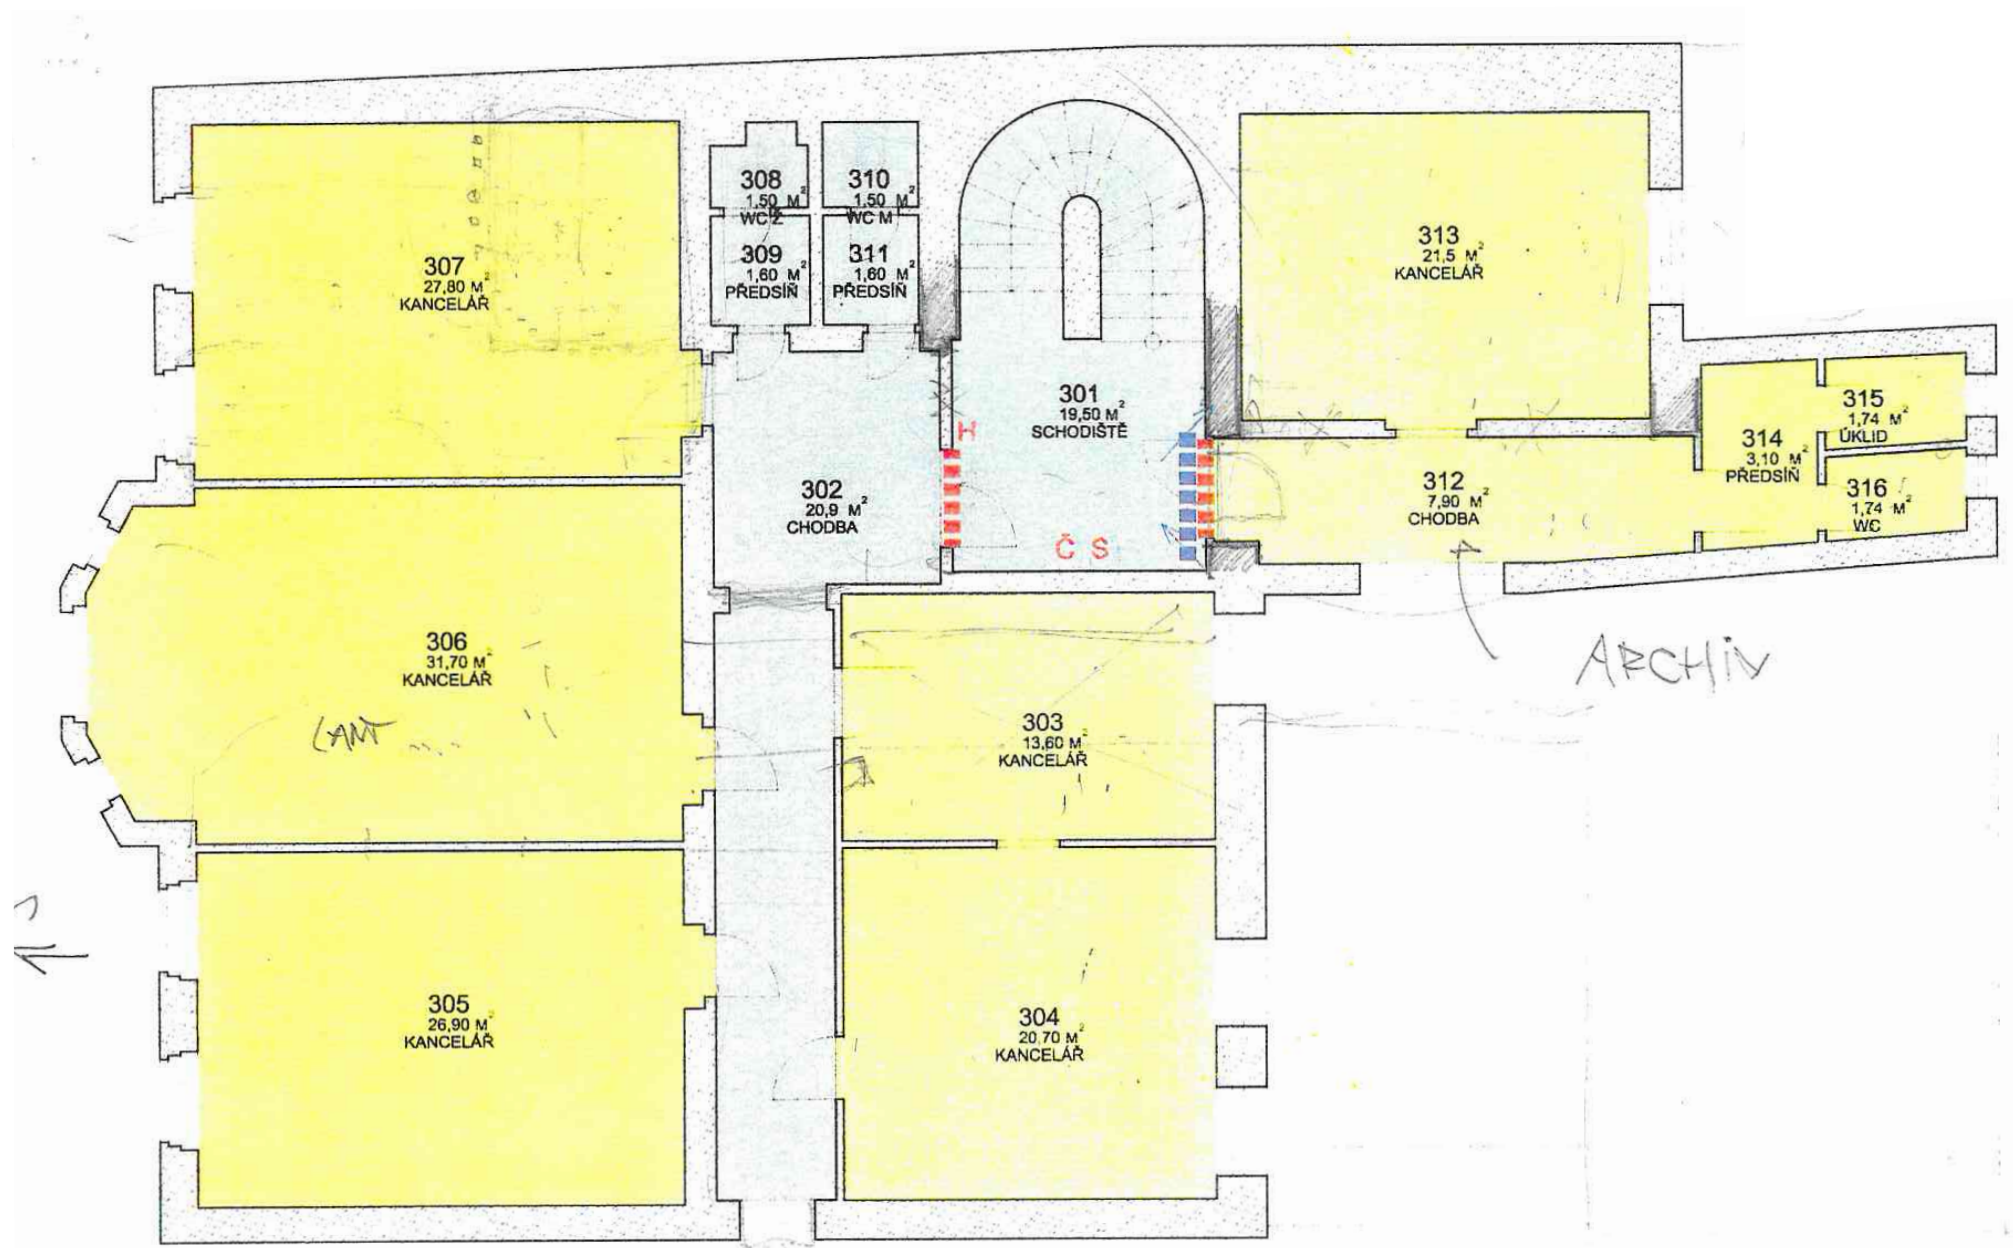 307
27,80 M²
KANCELÁŘ
308
1,50 M²
WC Ž
310
1,50 M²
WC M
309
1,60 M²
PŘEDSÍŇ
311
1,60 M²
PŘEDSÍŇ
301
19,50 M²
SCHODIŠTĚ
313
21,5 M²
KANCELÁŘ
315
1,74 M²
ÚKLID
314
3,10 M²
PŘEDSÍŇ
316
1,74 M²
WC
312
7,90 M²
CHODBA
302
20,9 M²
CHODBA
H
Č S
ARCHIV
306
31,70 M²
KANCELÁŘ
303
13,60 M²
KANCELÁŘ
305
26,90 M²
KANCELÁŘ
304
20,70 M²
KANCELÁŘ